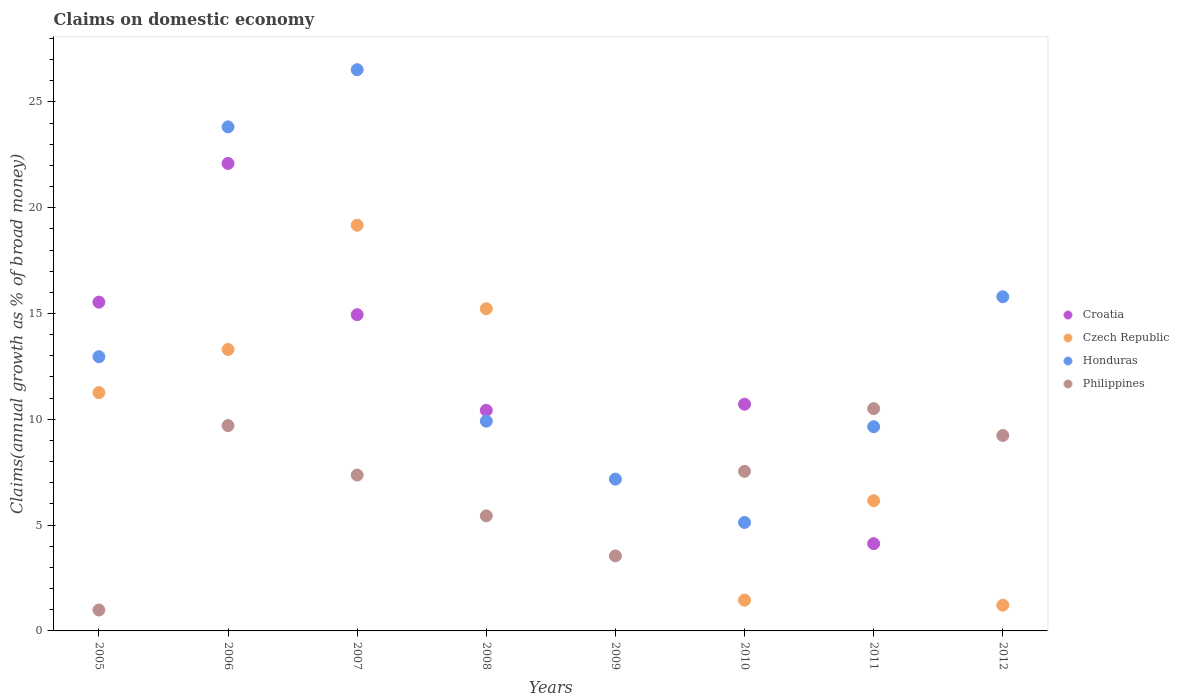 Claims on domestic economy
Claims(annual growth as % of broad money)
25
20
15
10
5
0
2005
2006
2007
2008
2009
2010
2011
2012
Years
Croatia
Czech Republic
Honduras
Philippines